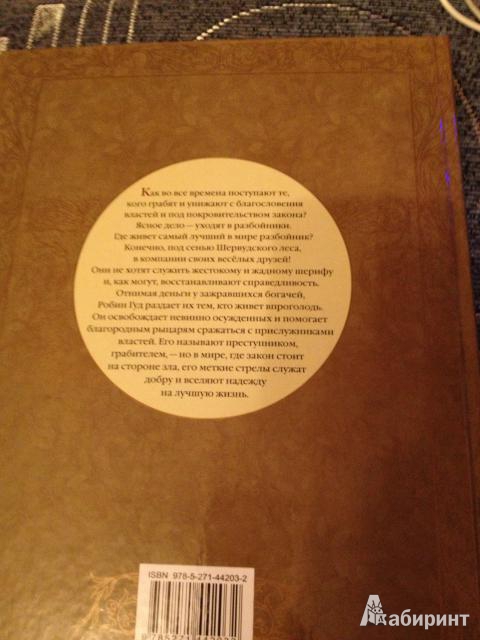 Как во все времена поступают те,
кого грабят и унижают с благословения
властей и под покровительством закона?
Ясное дело — уходят в разбойники.
Где живет самый лучший в мире разбойник?
Конечно, под сенью Шервудского леса,
в компании своих весёлых друзей!
Они не хотят служить жестокому и жадному шерифу
и, как могут, восстанавливают справедливость.
Отнимая деньги у зажравшихся богачей,
Робин Гуд раздает их тем, кто живет впроголодь.
Он освобождает невинно осужденных и помогает
благородным рыцарям сражаться с прислужниками
властей. Его называют преступником,
грабителем, — но в мире, где закон стоит
на стороне зла, его меткие стрелы служат
добру и вселяют надежду
на лучшую жизнь.
ISBN 978-5-271-44203-2
9785271442032
Лабиринт